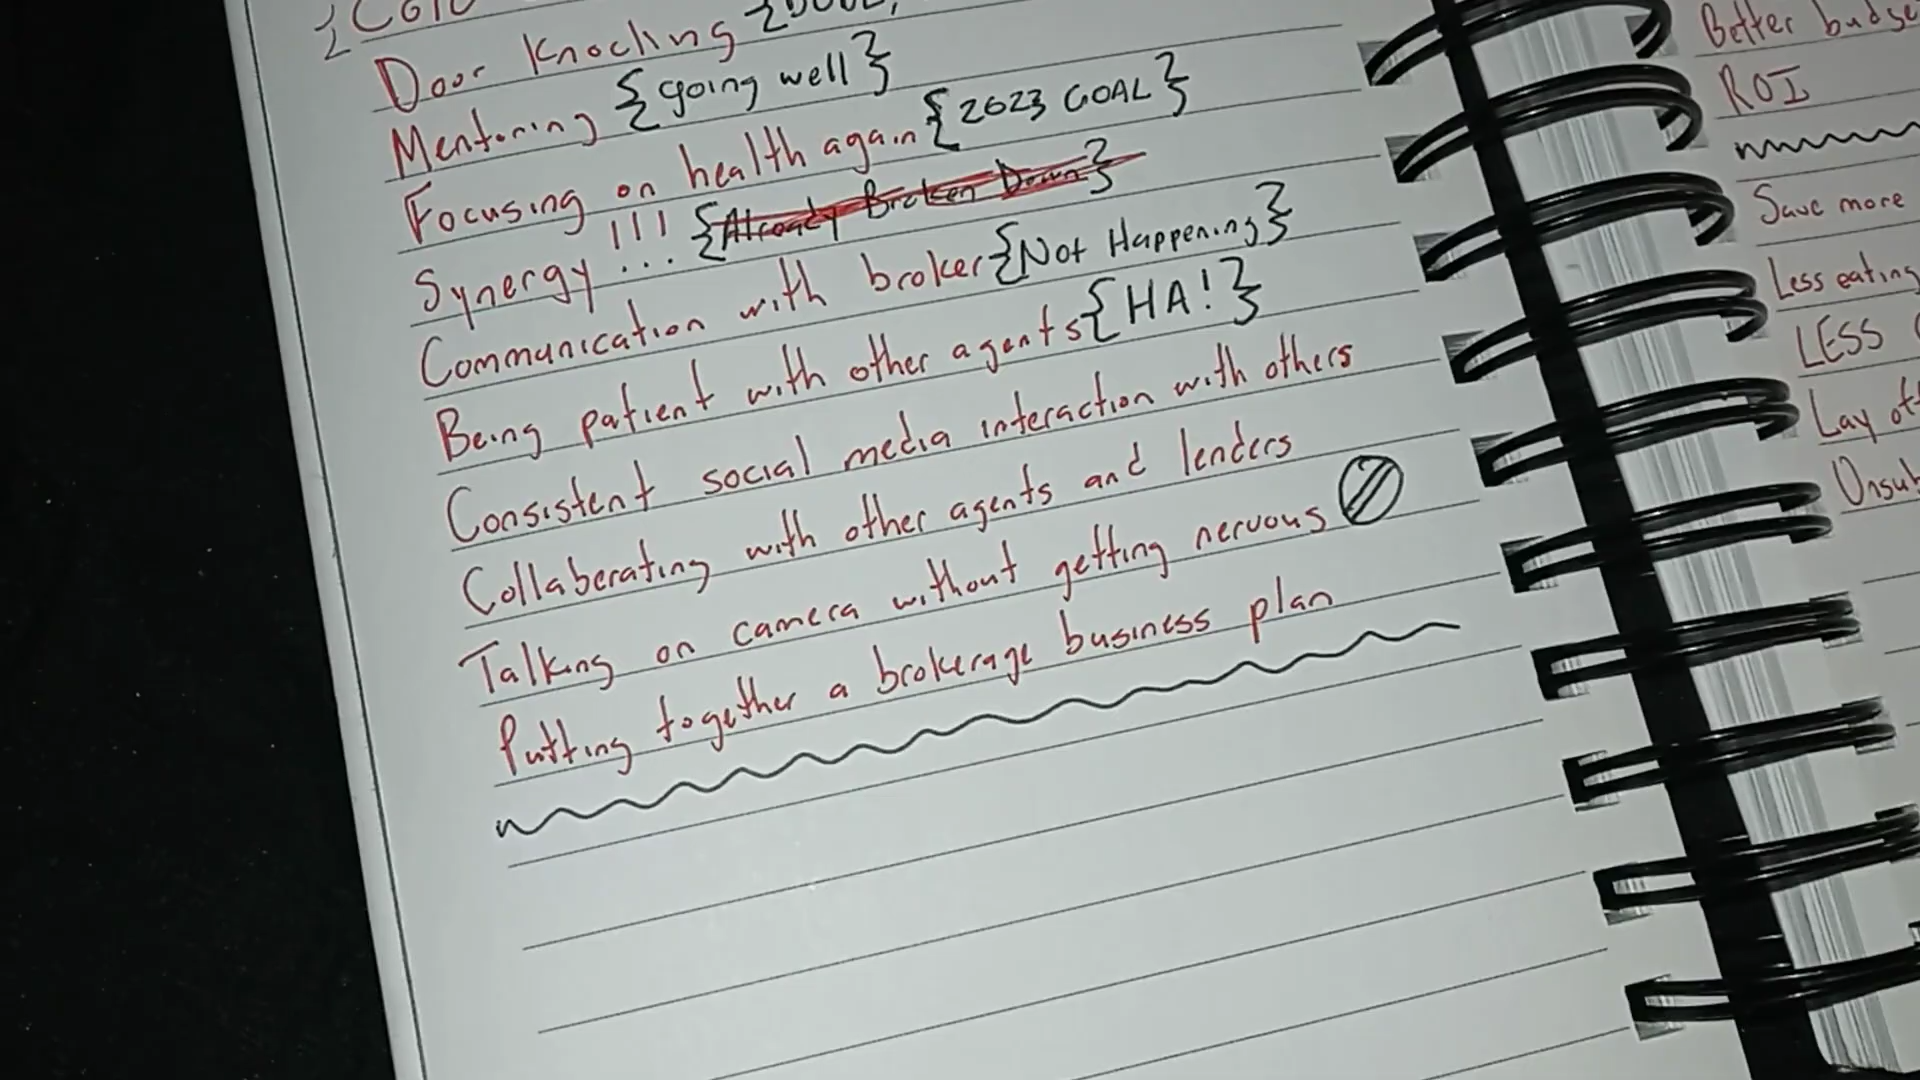 Door Knocking
Mentoring {going well}
Focusing on health again {2023 GOAL}
Synergy !!! ... {Already Broken Down}
Communication with broker {Not Happening}
Being patient with other agents {HA!}
Consistent social media interaction with others
Collaberating with other agents and lenders
Talking on camera without getting nervous
Putting together a brokerage business plan
Better
ROI
Save more
Less eating
LESS
Lay